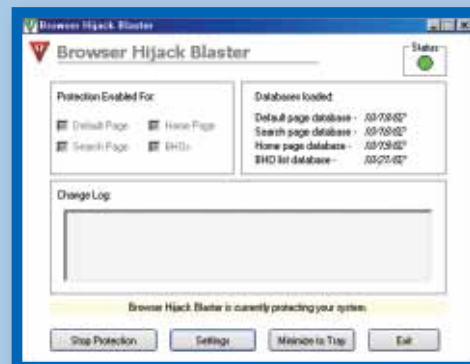 Browser Hijack Blaster
Browser Hijack Blaster
Status
Protection Enabled For:
Default Page
Home Page
Search Page
BHOs
Databases loaded:
Default page database -
Search page database -
Home page database -
BHO list database -
Change Log:
Browser Hijack Blaster is currently protecting your system.
Stop Protection
Settings
Minimize to Tray
Exit